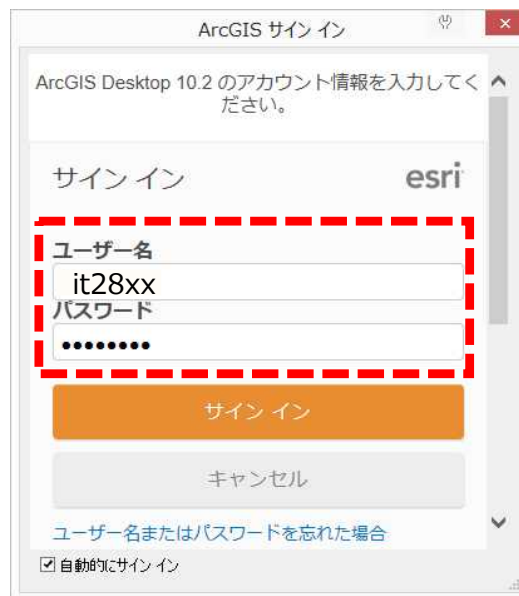 ArcGIS サイン イン
ArcGIS Desktop 10.2 のアカウント情報を入力してく
ださい。
サイン イン
esri
ユーザー名
it28xx
パスワード
••••••••
サイン イン
キャンセル
ユーザー名またはパスワードを忘れた場合
自動的にサイン イン